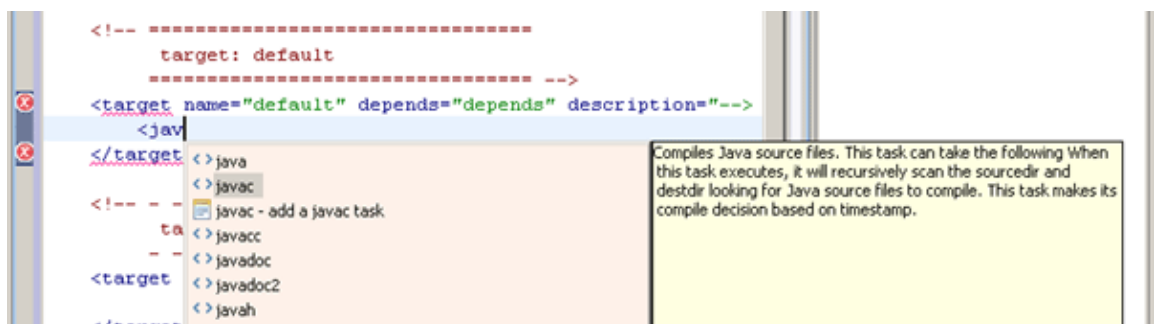 <!-- =================================
target: default
================================= -->
<target name="default" depends="depends" description="-->
<jav
</target
java
javac
javac - add a javac task
javacc
javadoc
javadoc2
javah
Compiles Java source files. This task can take the following When
this task executes, it will recursively scan the sourcedir and
destdir looking for Java source files to compile. This task makes its
compile decision based on timestamp.
<!-- - -
ta
- -
<target
</target